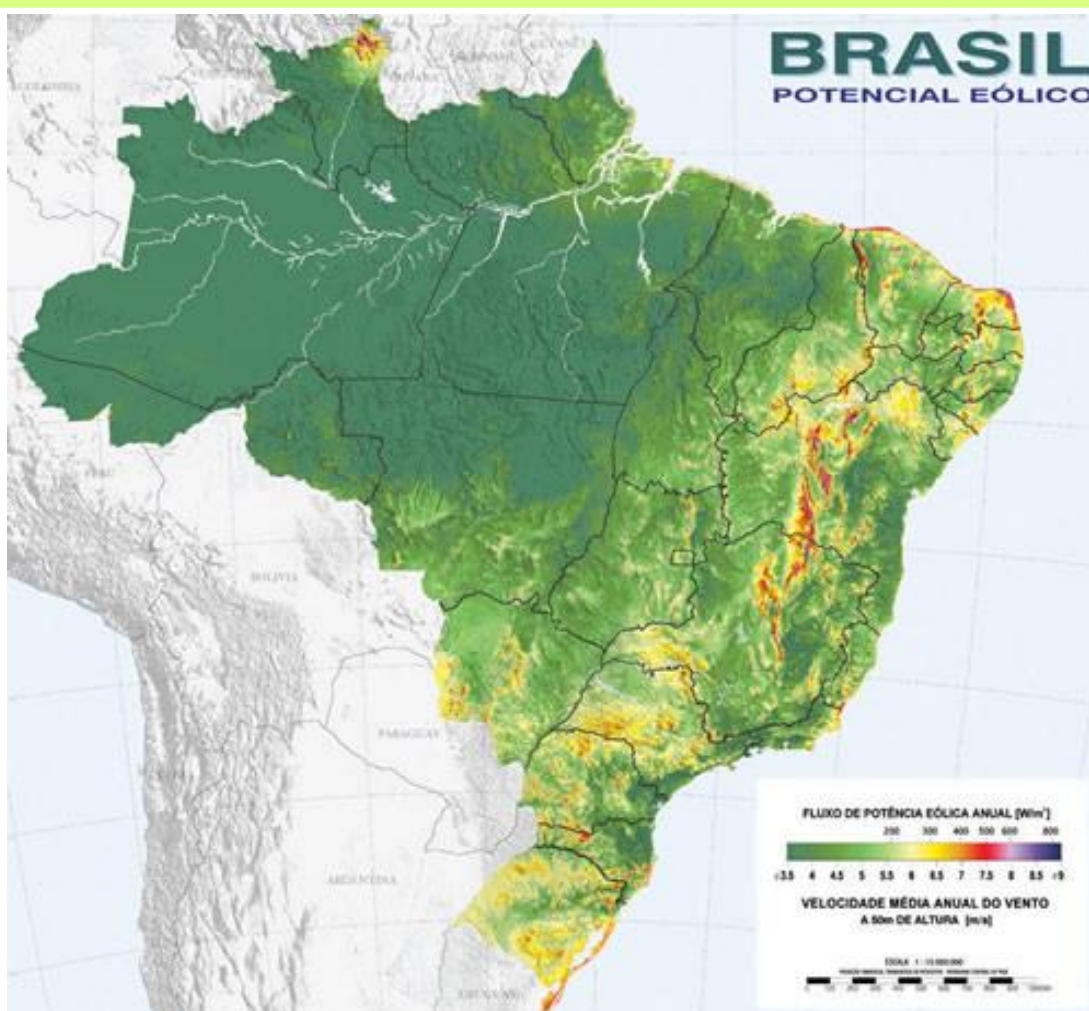 BRASIL
POTENCIAL EÓLICO
BOLIVIA
PARAGUAY
ARGENTINA
URUGUAY
FLUXO DE POTÊNCIA EÓLICA ANUAL [W/m²]
200 300 400 500 600 800
3.5 4 4.5 5 5.5 6 6.5 7 7.5 8 8.5 9
VELOCIDADE MÉDIA ANUAL DO VENTO
A 50m DE ALTURA [m/s]
ESCALA